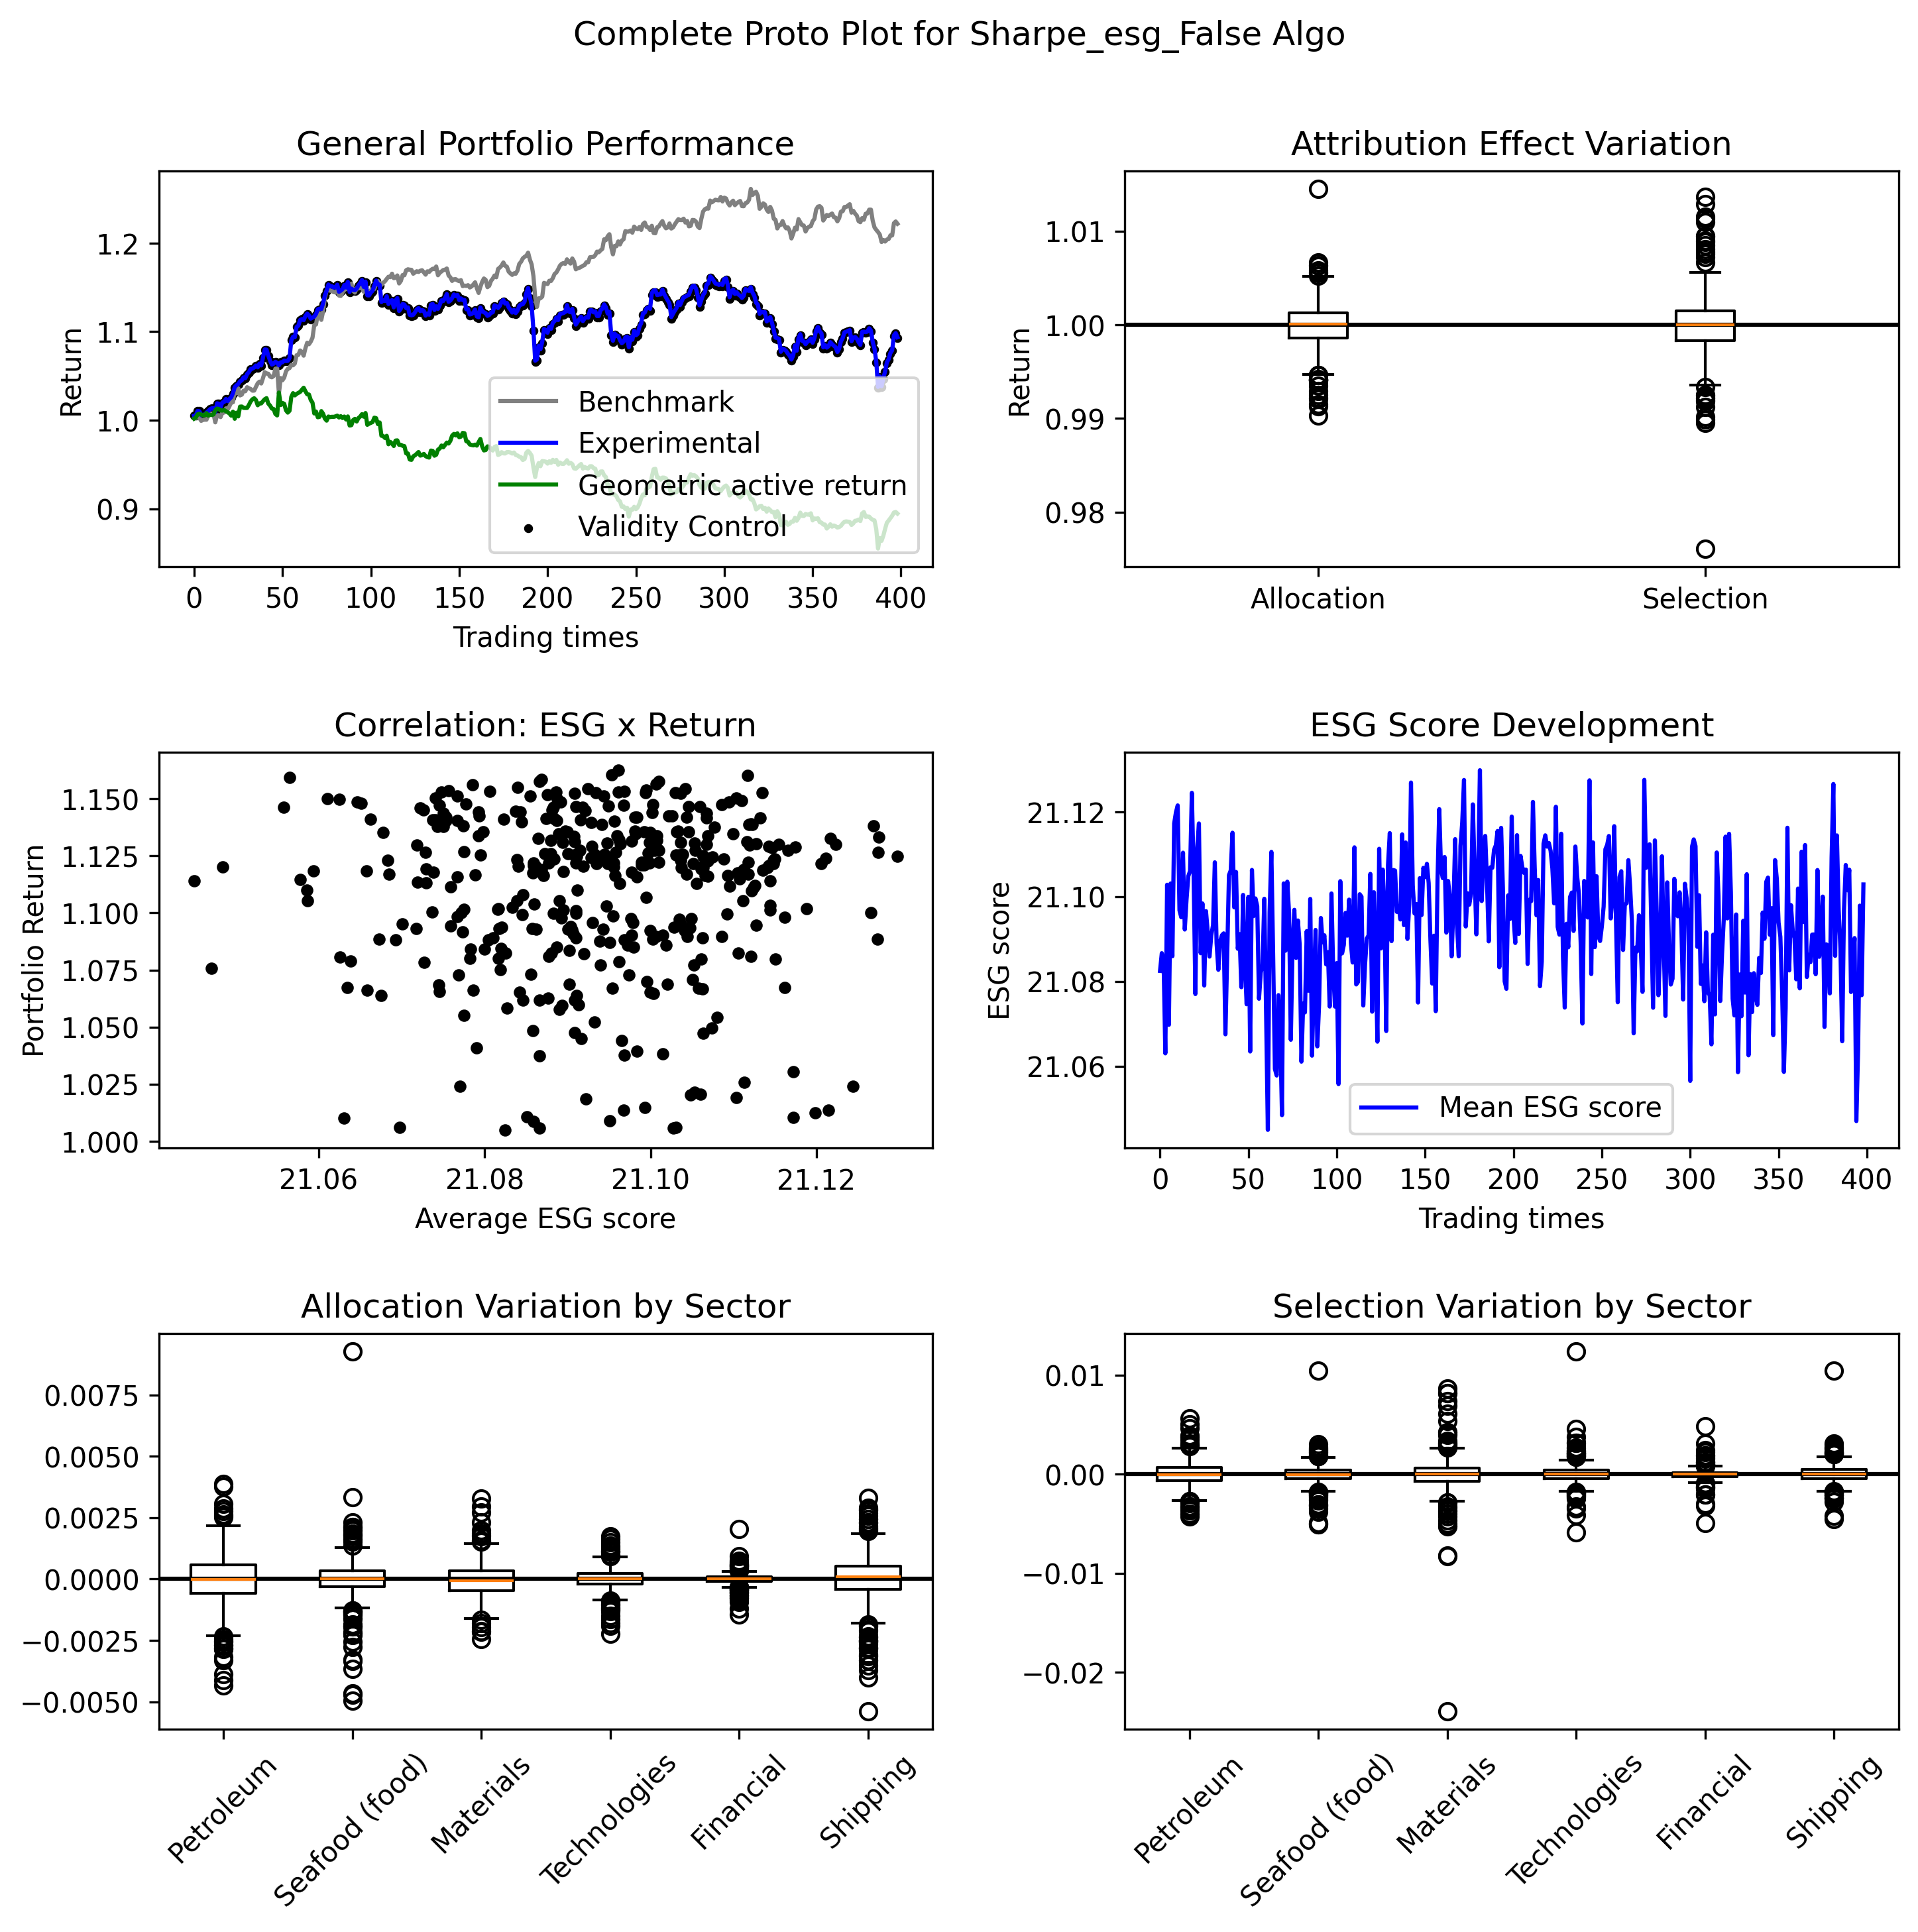 Complete Proto Plot for Sharpe_esg_False Algo
General Portfolio Performance
Return
1.2
1.1
1.0
0.9
Benchmark
Experimental
Geometric active return
Validity Control
0 50 100 150 200 250 300 350 400
Trading times
Attribution Effect Variation
Return
1.01
1.00
0.99
0.98
Allocation Selection
Correlation: ESG x Return
Portfolio Return
1.150
1.125
1.100
1.075
1.050
1.025
1.000
21.06 21.08 21.10 21.12
Average ESG score
ESG Score Development
ESG score
21.12
21.10
21.08
21.06
Mean ESG score
0 50 100 150 200 250 300 350 400
Trading times
Allocation Variation by Sector
0.0075
0.0050
0.0025
0.0000
−0.0025
−0.0050
Petroleum
Seafood (food)
Materials
Technologies
Financial
Shipping
Selection Variation by Sector
0.01
0.00
−0.01
−0.02
Petroleum
Seafood (food)
Materials
Technologies
Financial
Shipping